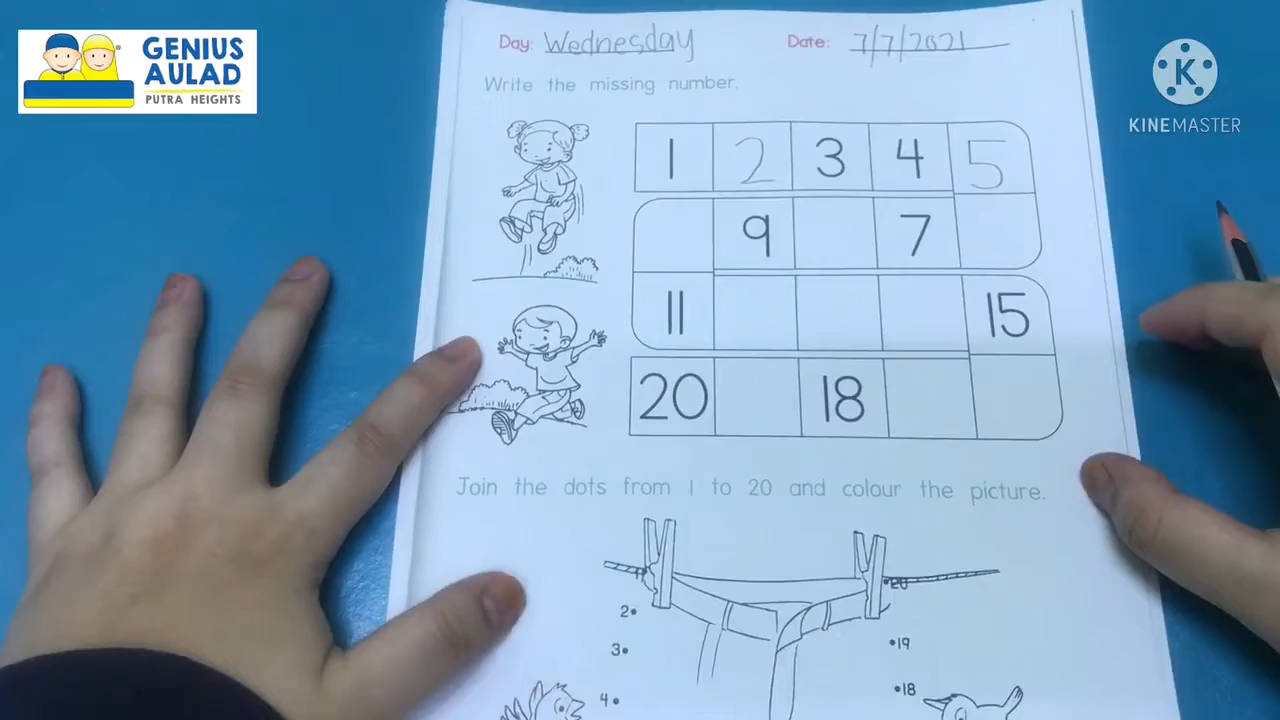 GENIUS
AULAD
PUTRA HEIGHTS
K
KINEMASTER
Day: Wednesday Date: 7/7/2021
Write the missing number.
1 2 3 4 5
9 7
11 15
20 18
Join the dots from 1 to 20 and colour the picture.
20
2
3 19
4 18